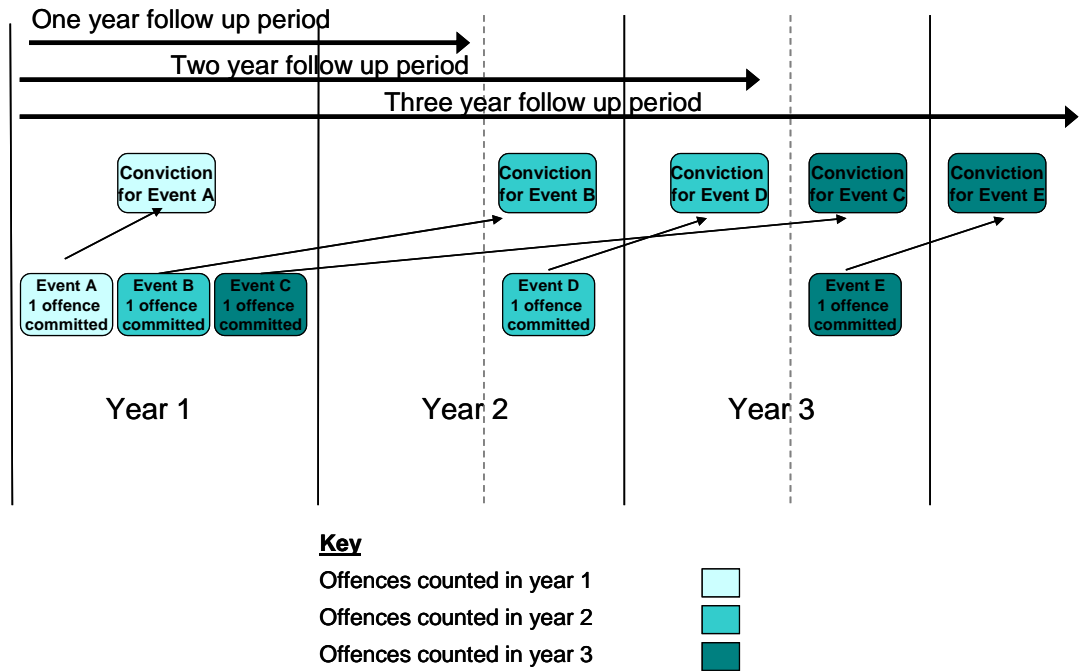 One year follow up period
Two year follow up period
Three year follow up period
Conviction
for Event A
Conviction
for Event B
Conviction
for Event D
Conviction
for Event C
Conviction
for Event E
Event A
1 offence
committed
Event B
1 offence
committed
Event C
1 offence
committed
Event D
1 offence
committed
Event E
1 offence
committed
Year 1
Year 2
Year 3
Key
Offences counted in year 1
Offences counted in year 2
Offences counted in year 3